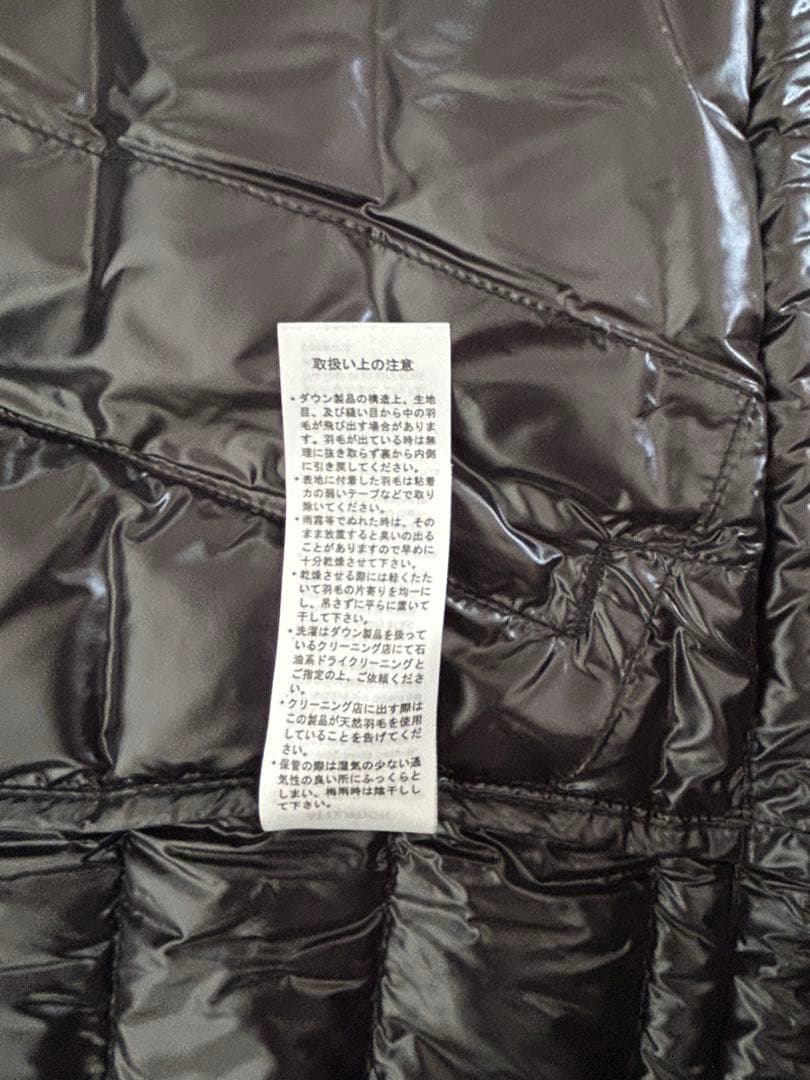 取扱い上の注意
*ダウン製品の構造上、生地
目、及び縫い目から中の羽
毛が飛び出す場合がありま
す。羽毛が出ている時は無
理に抜き取らず裏から内側
に引き戻してください。
*表地に付着した羽毛は粘着
力の弱いテープなどで取り
除いてください。
*雨霧等でぬれた時は、その
まま放置すると臭いの出る
ことがありますので早めに
十分乾燥させて下さい。
*乾燥させる際には軽くたた
いて羽毛の片寄りを均一に
し、吊さずに平らに置いて
干して下さい。
*洗濯はダウン製品を扱って
いるクリーニング店にて石
油系ドライクリーニングと
ご指定の上、ご依頼くださ
い。
*クリーニング店に出す際は
この製品が天然羽毛を使用
していることを告げてくだ
さい。
*保管の際は湿気の少ない通
気性の良い所にふっくらと
しまい、梅雨時は陰干しし
て下さい。